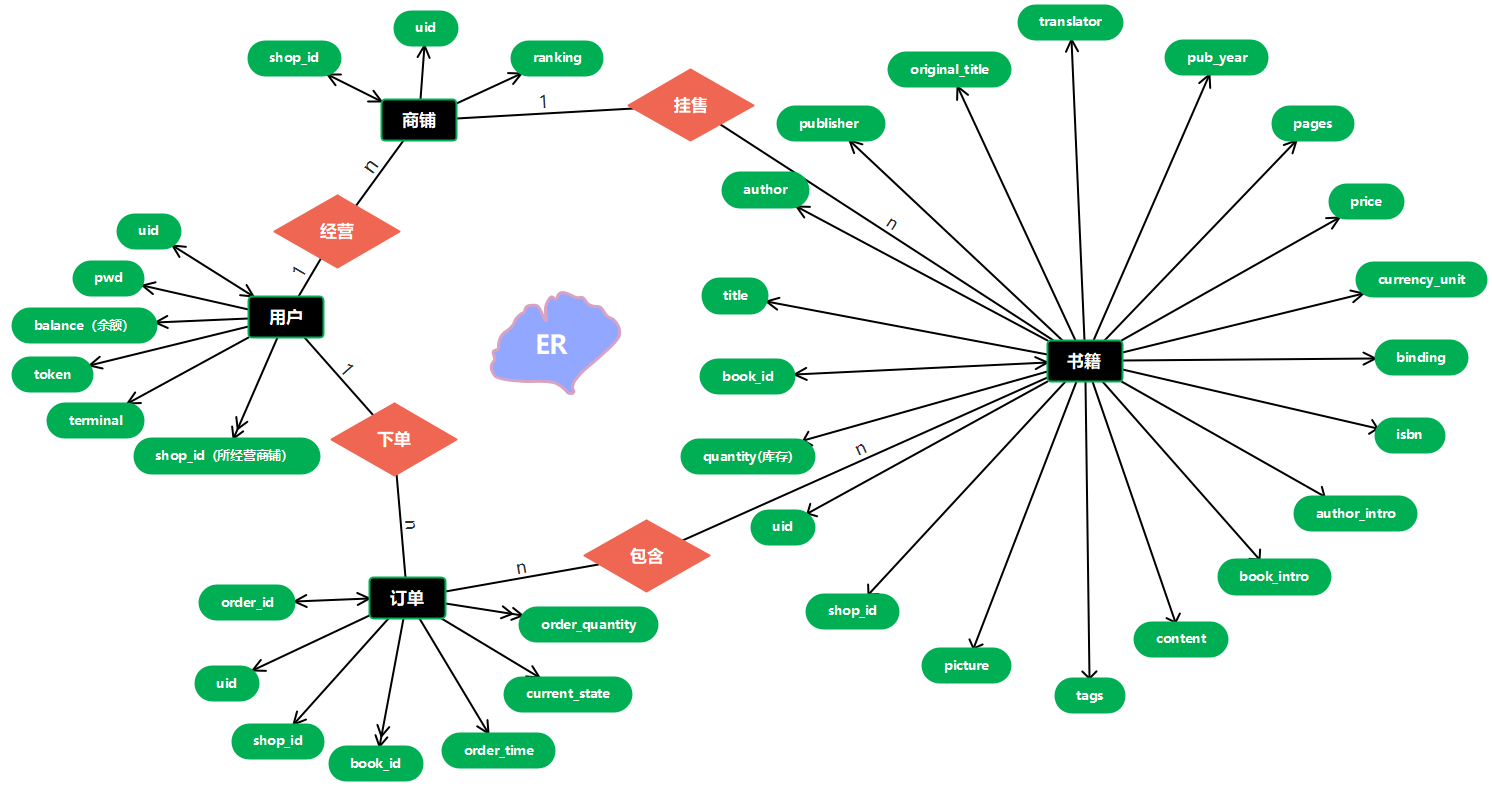 translator
uid
shop_id
ranking
pub_year
original_title
1
挂售
商铺
publisher
pages
n
author
price
n
uid
经营
1
pwd
currency_unit
title
用户
balance（余额）
ER
书籍
binding
token
1
book_id
terminal
下单
isbn
shop_id（所经营商铺）
n
quantity(库存)
author_intro
n
uid
包含
n
book_intro
订单
order_id
shop_id
order_quantity
content
picture
uid
current_state
tags
shop_id
order_time
book_id